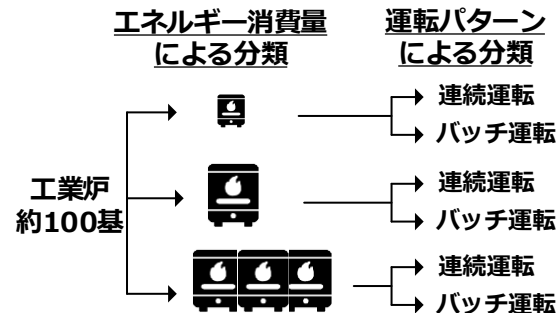 エネルギー消費量
による分類
運転パターン
による分類
連続運転
バッチ運転
工業炉
約100基
連続運転
バッチ運転
連続運転
バッチ運転